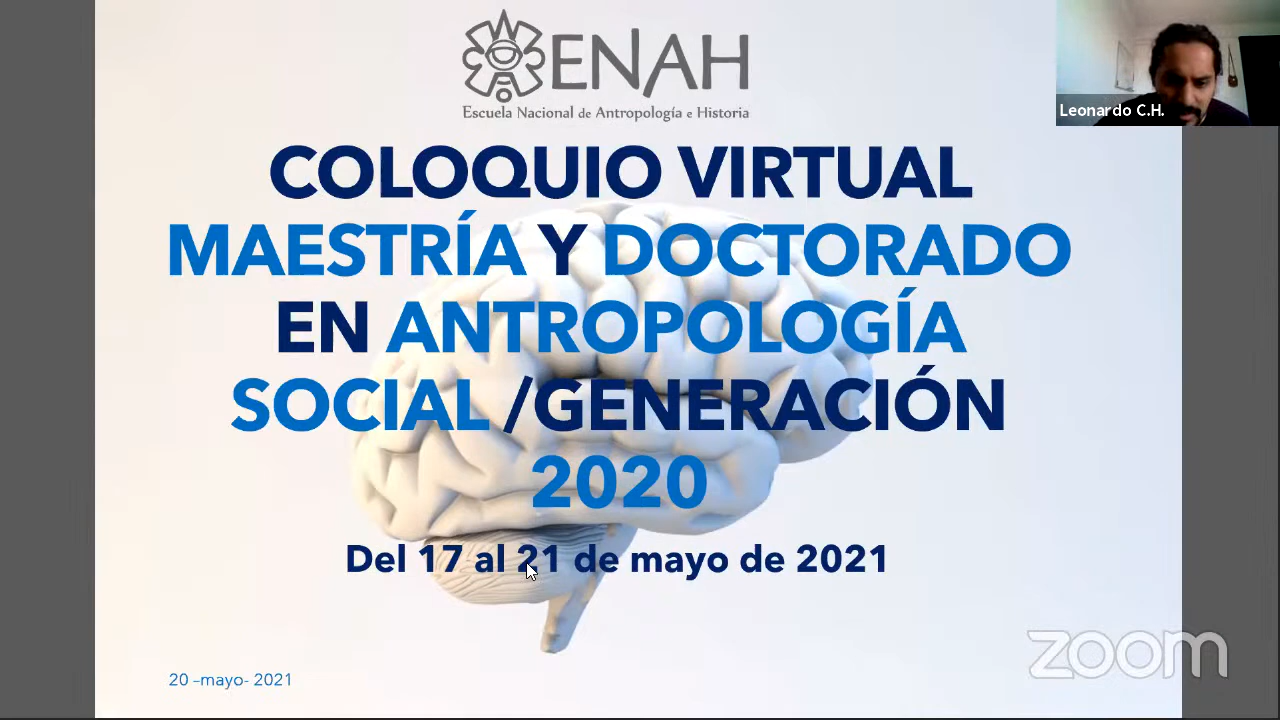 ENAH
Escuela Nacional de Antropología e Historia
Leonardo C.H.
COLOQUIO VIRTUAL
MAESTRÍA Y DOCTORADO
EN ANTROPOLOGÍA
SOCIAL /GENERACIÓN
2020
Del 17 al 21 de mayo de 2021
20 –mayo- 2021
zoom